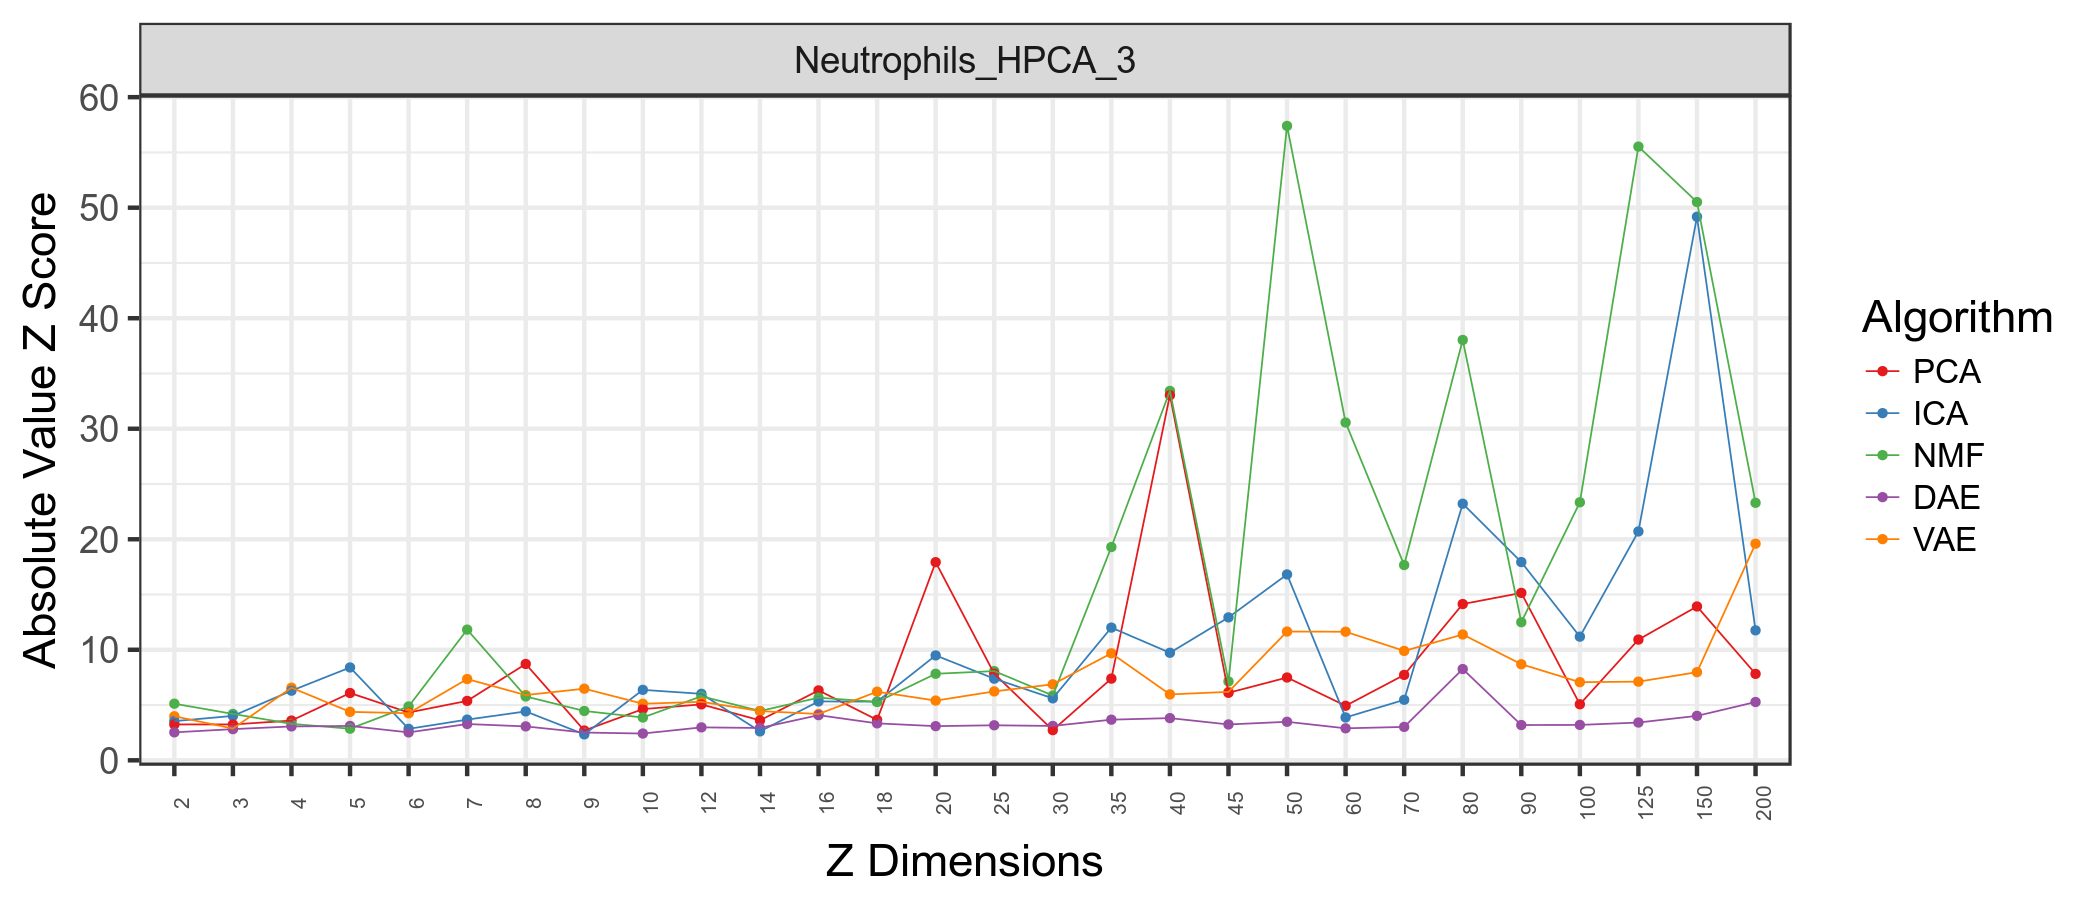 Neutrophils_HPCA_3
60
50
40
30
20
10
0
Absolute Value Z Score
2 3 4 5 6 7 8 9 10 12 14 16 18 20 25 30 35 40 45 50 60 70 80 90 100 125 150 200
Z Dimensions
Algorithm
PCA
ICA
NMF
DAE
VAE